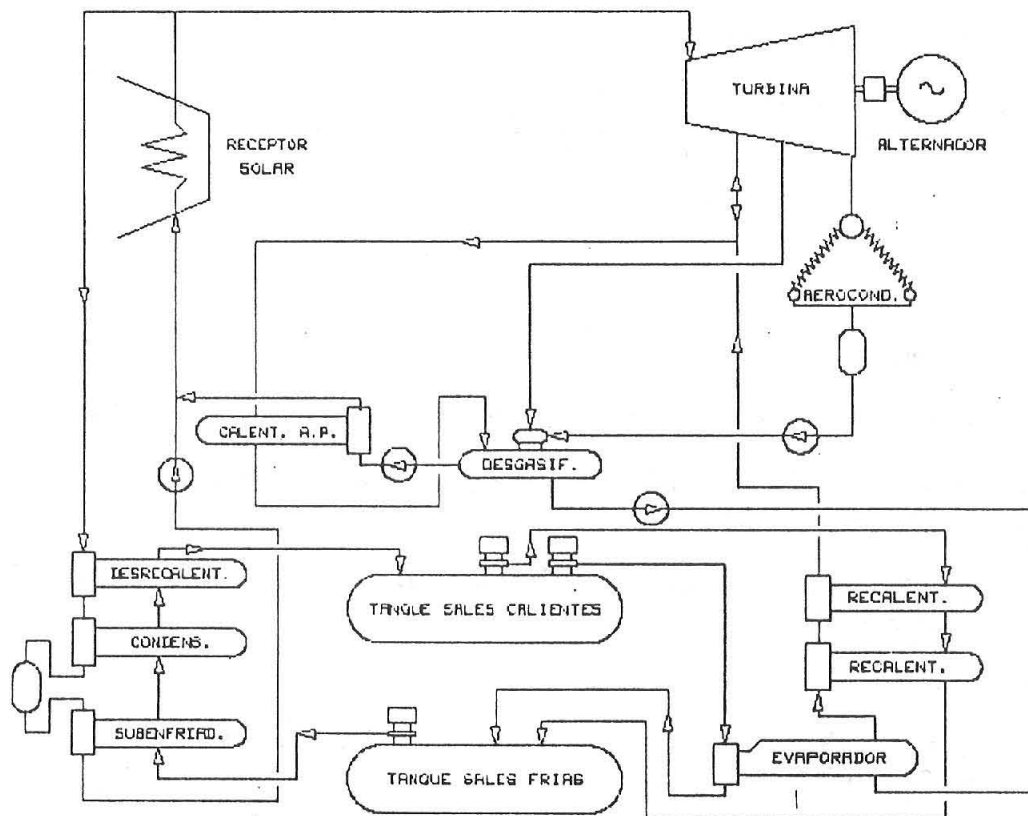 TURBINA
RECEPTOR
SOLAR
ALTERNADOR
AEROCOND.
CALENT. A.P.
DESGASIF.
DESRECALENT.
TANQUE SALES CALIENTES
RECALENT.
CONDENS.
RECALENT.
SUBENFRIAD.
EVAPORADOR
TANQUE SALES FRIAS